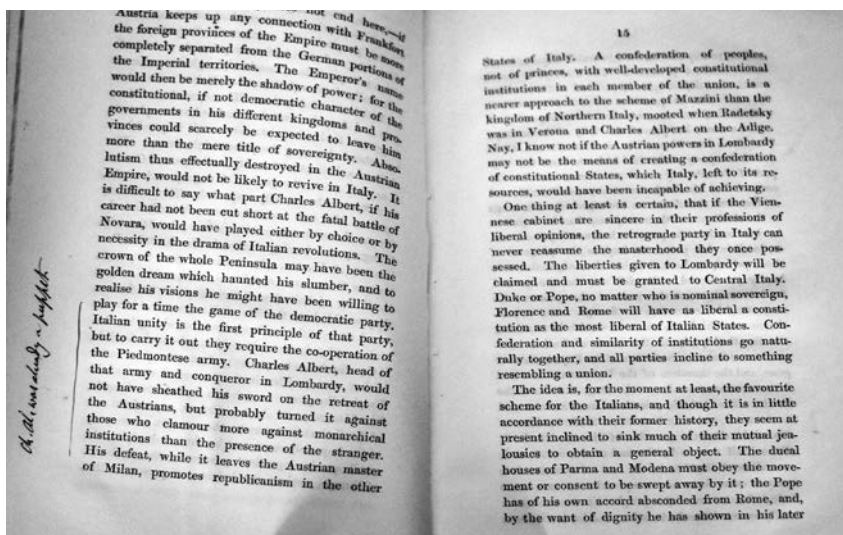 not end here,—if
Austria keeps up any connection with Frankfort
the foreign provinces of the Empire must be more
completely separated from the German portions of
the Imperial territories. The Emperor's name
would then be merely the shadow of power; for the
constitutional, if not democratic character of the
governments in his different kingdoms and pro-
vinces could scarcely be expected to leave him
more than the mere title of sovereignty. Abso-
lutism thus effectually destroyed in the Austrian
Empire, would not be likely to revive in Italy. It
is difficult to say what part Charles Albert, if his
career had not been cut short at the fatal battle of
Novara, would have played either by choice or by
necessity in the drama of Italian revolutions. The
crown of the whole Peninsula may have been the
golden dream which haunted his slumber, and to
realise his visions he might have been willing to
play for a time the game of the democratic party.
Italian unity is the first principle of that party,
but to carry it out they require the co-operation of
the Piedmontese army. Charles Albert, head of
that army and conqueror in Lombardy, would
not have sheathed his sword on the retreat of
the Austrians, but probably turned it against
those who clamour more against monarchical
institutions than the presence of the stranger.
His defeat, while it leaves the Austrian master
of Milan, promotes republicanism in the other
Ch. Al. was already a puppet
15
States of Italy. A confederation of peoples,
not of princes, with well-developed constitutional
institutions in each member of the union, is a
nearer approach to the scheme of Mazzini than the
kingdom of Northern Italy, mooted when Radetsky
was in Verona and Charles Albert on the Adige.
Nay, I know not if the Austrian powers in Lombardy
may not be the means of creating a confederation
of constitutional States, which Italy, left to its re-
sources, would have been incapable of achieving.
One thing at least is certain, that if the Vien-
nese cabinet are sincere in their professions of
liberal opinions, the retrograde party in Italy can
never reassume the masterhood they once pos-
sessed. The liberties given to Lombardy will be
claimed and must be granted to Central Italy.
Duke or Pope, no matter who is nominal sovereign,
Florence and Rome will have as liberal a consti-
tution as the most liberal of Italian States. Con-
federation and similarity of institutions go natu-
rally together, and all parties incline to something
resembling a union.
The idea is, for the moment at least, the favourite
scheme for the Italians, and though it is in little
accordance with their former history, they seem at
present inclined to sink much of their mutual jea-
lousies to obtain a general object. The ducal
houses of Parma and Modena must obey the move-
ment or consent to be swept away by it; the Pope
has of his own accord absconded from Rome, and,
by the want of dignity he has shown in his later